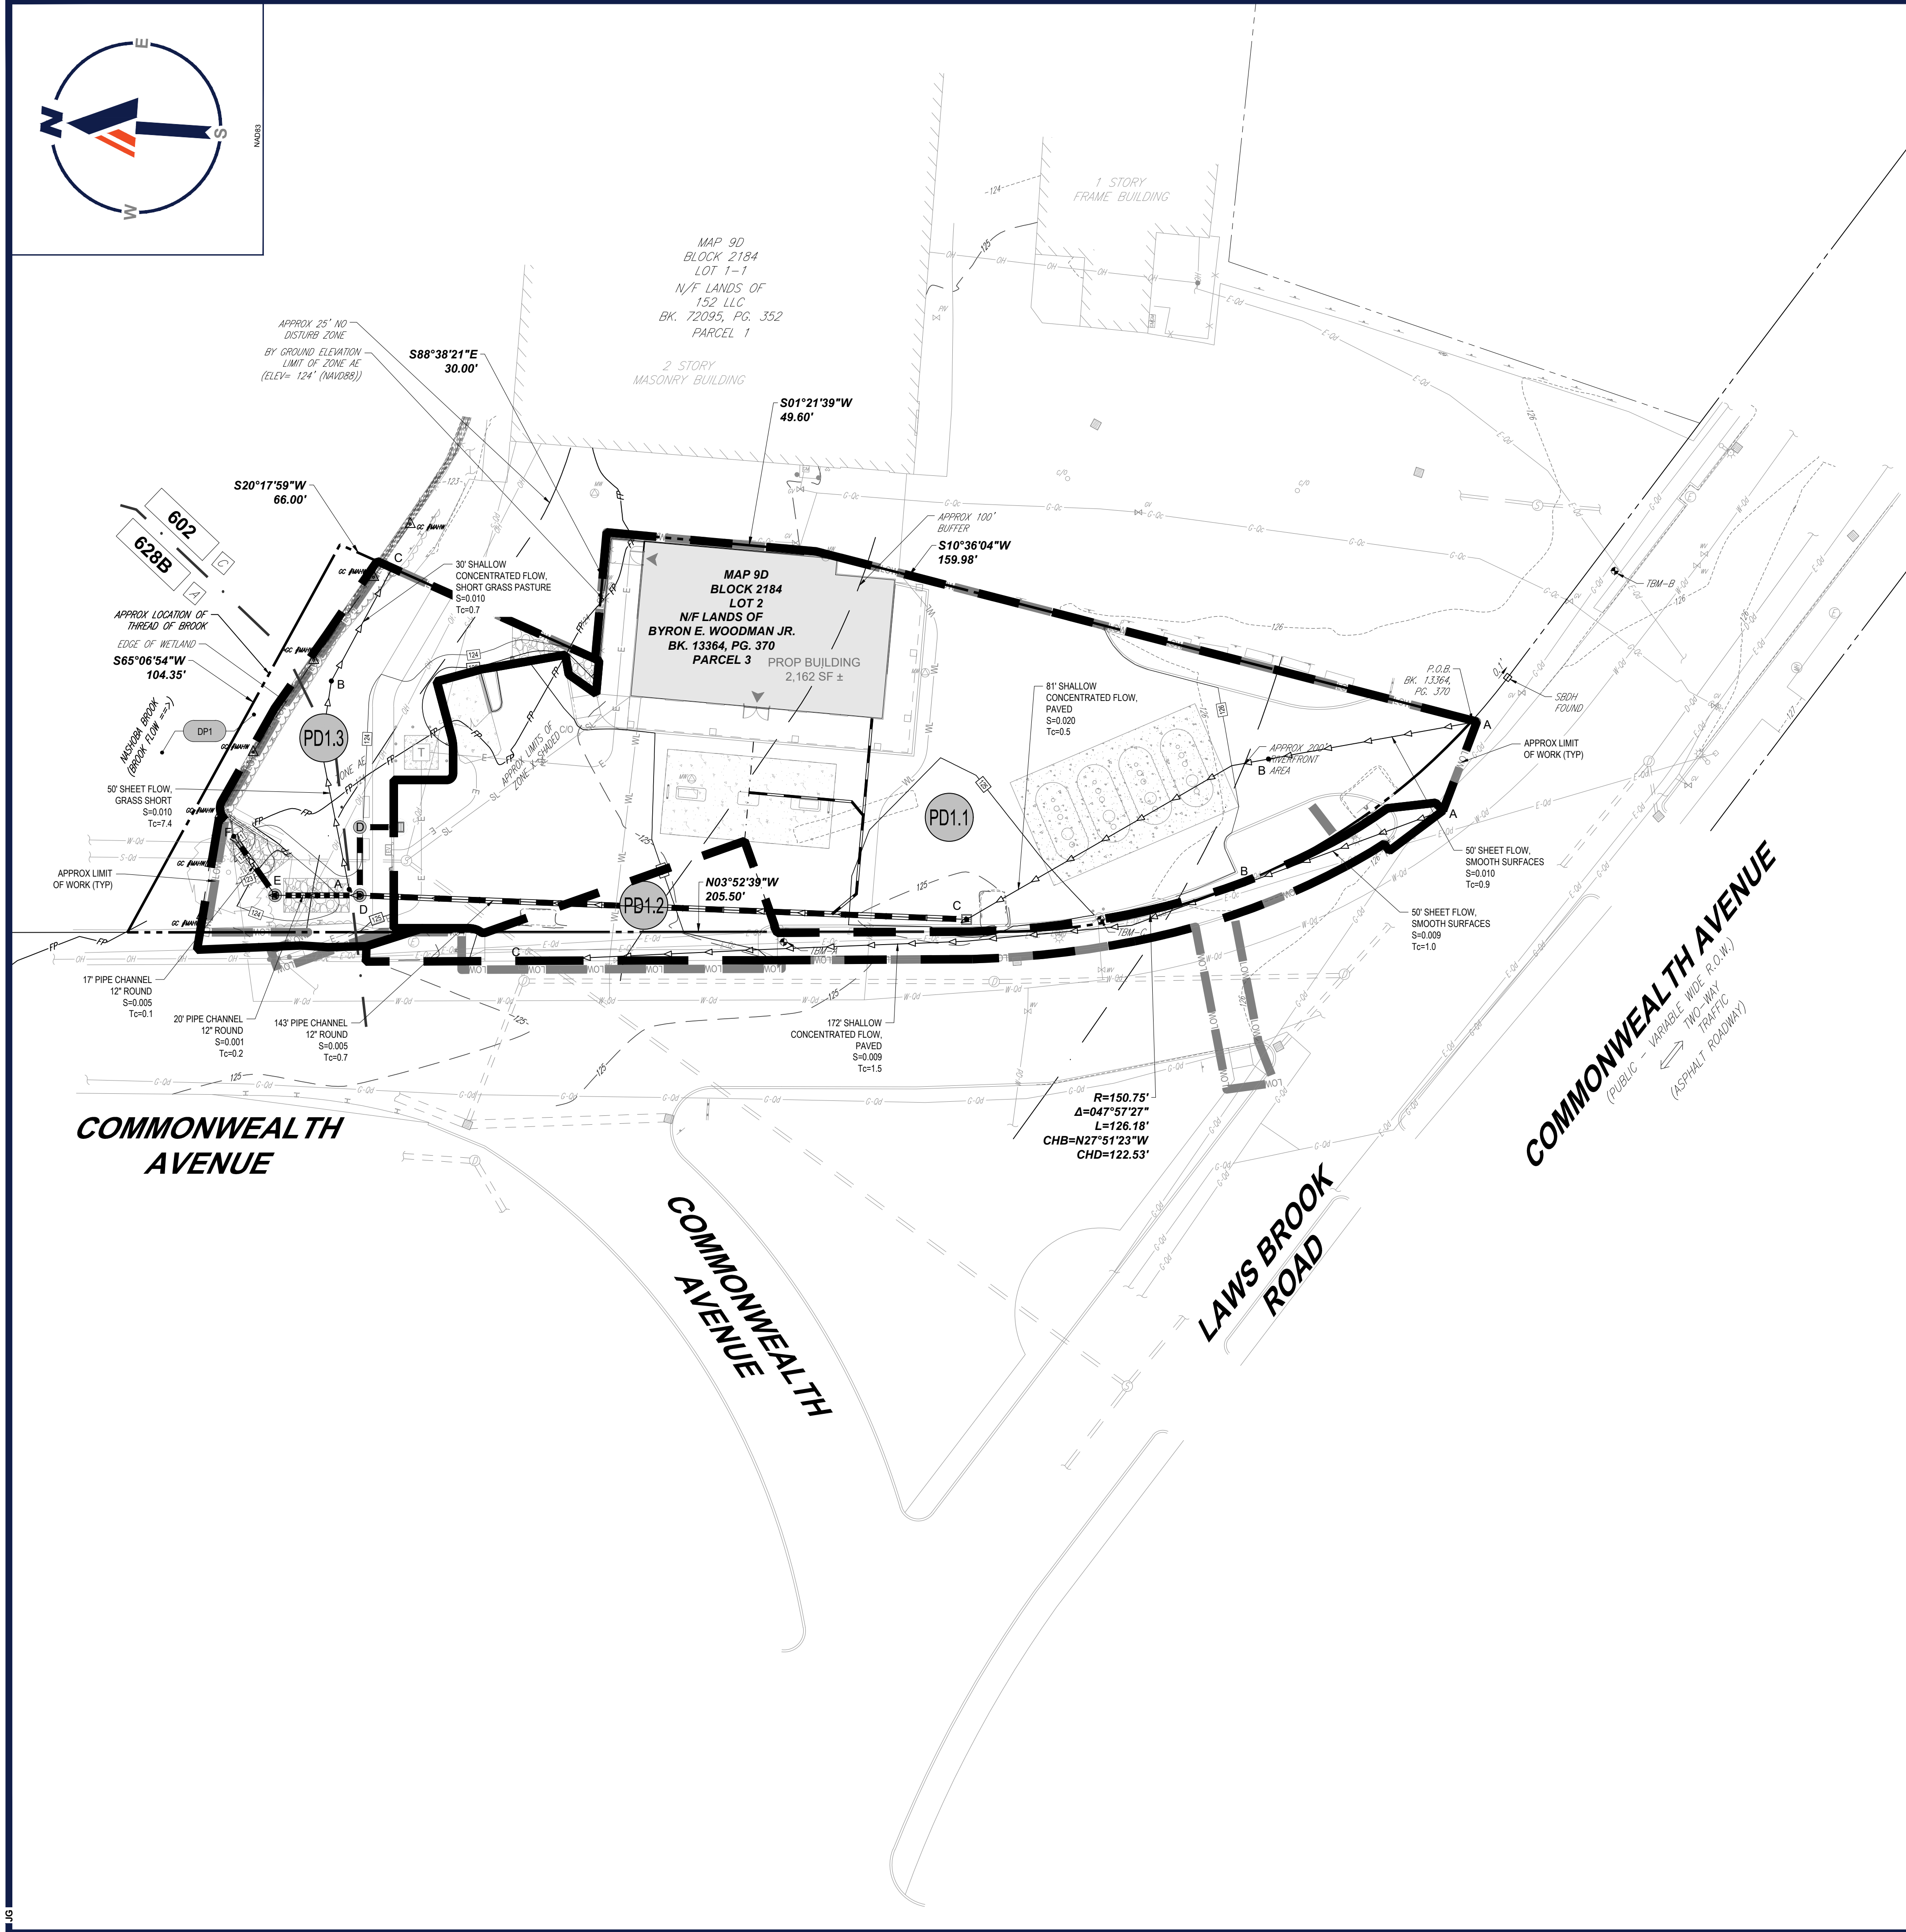 E
N
S
W
NAD83
1 STORY
FRAME BUILDING
MAP 9D
BLOCK 2184
LOT 1-1
N/F LANDS OF
152 LLC
BK. 72095, PG. 352
PARCEL 1
2 STORY
MASONRY BUILDING
APPROX 25' NO
DISTURB ZONE
BY GROUND ELEVATION
LIMIT OF ZONE AE
(ELEV= 124' (NAVD88))
S88°38'21"E
30.00'
S01°21'39"W
49.60'
S20°17'59"W
66.00'
602
628B
C
A
APPROX 100'
BUFFER
S10°36'04"W
159.98'
30' SHALLOW
CONCENTRATED FLOW,
SHORT GRASS PASTURE
S=0.010
Tc=0.7
APPROX LOCATION OF
THREAD OF BROOK
EDGE OF WETLAND
S65°06'54"W
104.35'
NASHOBA BROOK
(BROOK FLOW ==>)
DP1
PD1.3
MAP 9D
BLOCK 2184
LOT 2
N/F LANDS OF
BYRON E. WOODMAN JR.
BK. 13364, PG. 370
PARCEL 3
PROP BUILDING
2,162 SF ±
TBM-B
P.O.B.
BK. 13364,
PG. 370
0.1'
SBDH
FOUND
81' SHALLOW
CONCENTRATED FLOW,
PAVED
S=0.020
Tc=0.5
APPROX 200'
RIVERFRONT
AREA
APPROX LIMIT
OF WORK (TYP)
50' SHEET FLOW,
GRASS SHORT
S=0.010
Tc=7.4
ZONE AE
APPROX LIMITS OF
ZONE X-SHADED
C/O
PD1.1
PD1.2
APPROX LIMIT
OF WORK (TYP)
N03°52'39"W
205.50'
50' SHEET FLOW,
SMOOTH SURFACES
S=0.010
Tc=0.9
50' SHEET FLOW,
SMOOTH SURFACES
S=0.009
Tc=1.0
TBM-A
TBM-C
17' PIPE CHANNEL
12" ROUND
S=0.005
Tc=0.1
20' PIPE CHANNEL
12" ROUND
S=0.001
Tc=0.2
143' PIPE CHANNEL
12" ROUND
S=0.005
Tc=0.7
172' SHALLOW
CONCENTRATED FLOW,
PAVED
S=0.009
Tc=1.5
R=150.75'
Δ=047°57'27"
L=126.18'
CHB=N27°51'23"W
CHD=122.53'
COMMONWEALTH
AVENUE
COMMONWEALTH
AVENUE
LAWS BROOK
ROAD
COMMONWEALTH AVENUE
(PUBLIC - VARIABLE WIDE R.O.W.)
TWO-WAY
TRAFFIC
(ASPHALT ROADWAY)
JG